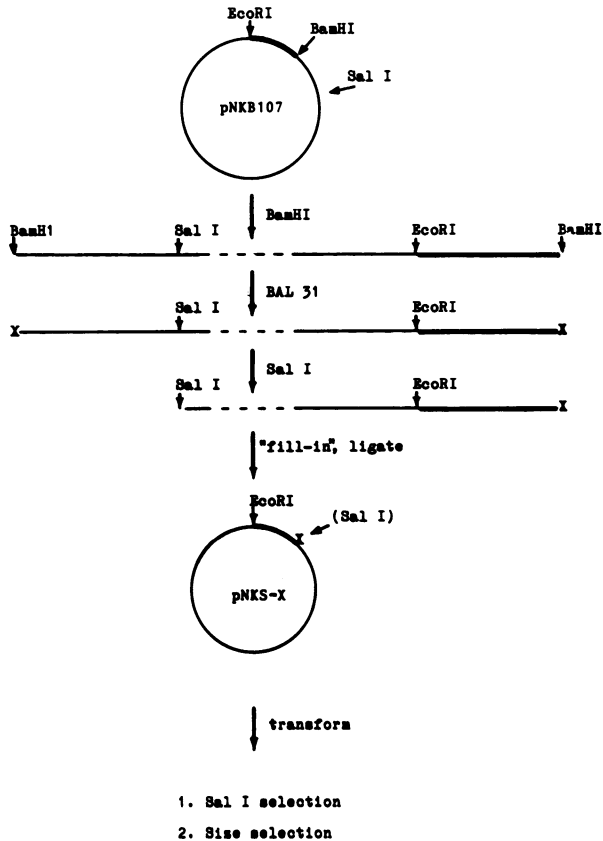 EcoRI
BamHI
Sal I
pNKB107
BamHI
BamH1 Sal I EcoRI BamHI
BAL 31
Sal I EcoRI
X X
Sal I
Sal I EcoRI
X
"fill-in", ligate
EcoRI
(Sal I)
X
pNKS-X
transform
1. Sal I selection
2. Size selection